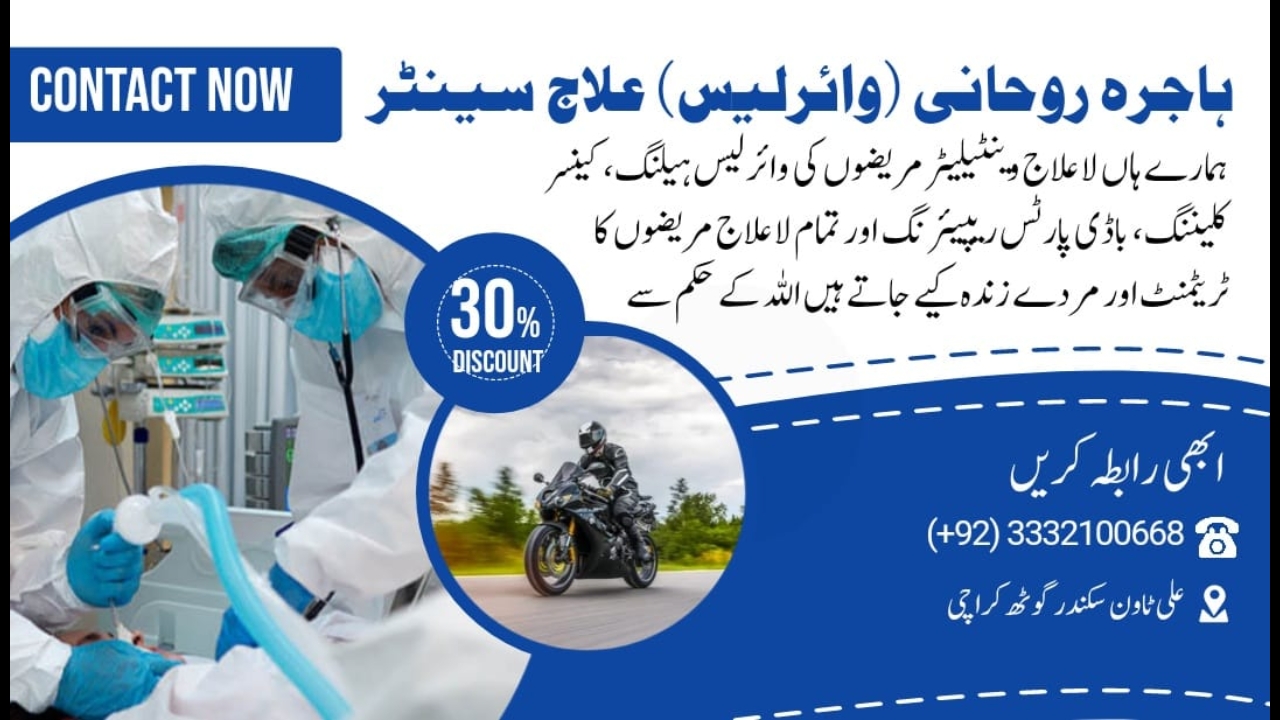 CONTACT NOW
ہاجرہ روحانی (وائرلیس) علاج سینٹر
ہمارے ہاں لاعلاج وینٹیلیٹر مریضوں کی وائرلیس ہیلنگ، کینسر
کلیننگ، باڈی پارٹس ریپیئرنگ اور تمام لاعلاج مریضوں کا
ٹریٹمنٹ اور مردے زندہ کیے جاتے ہیں اللہ کے حکم سے
30%
DISCOUNT
ابھی رابطہ کریں
(+92) 3332100668
علی ٹاون سکندر گوٹھ کراچی